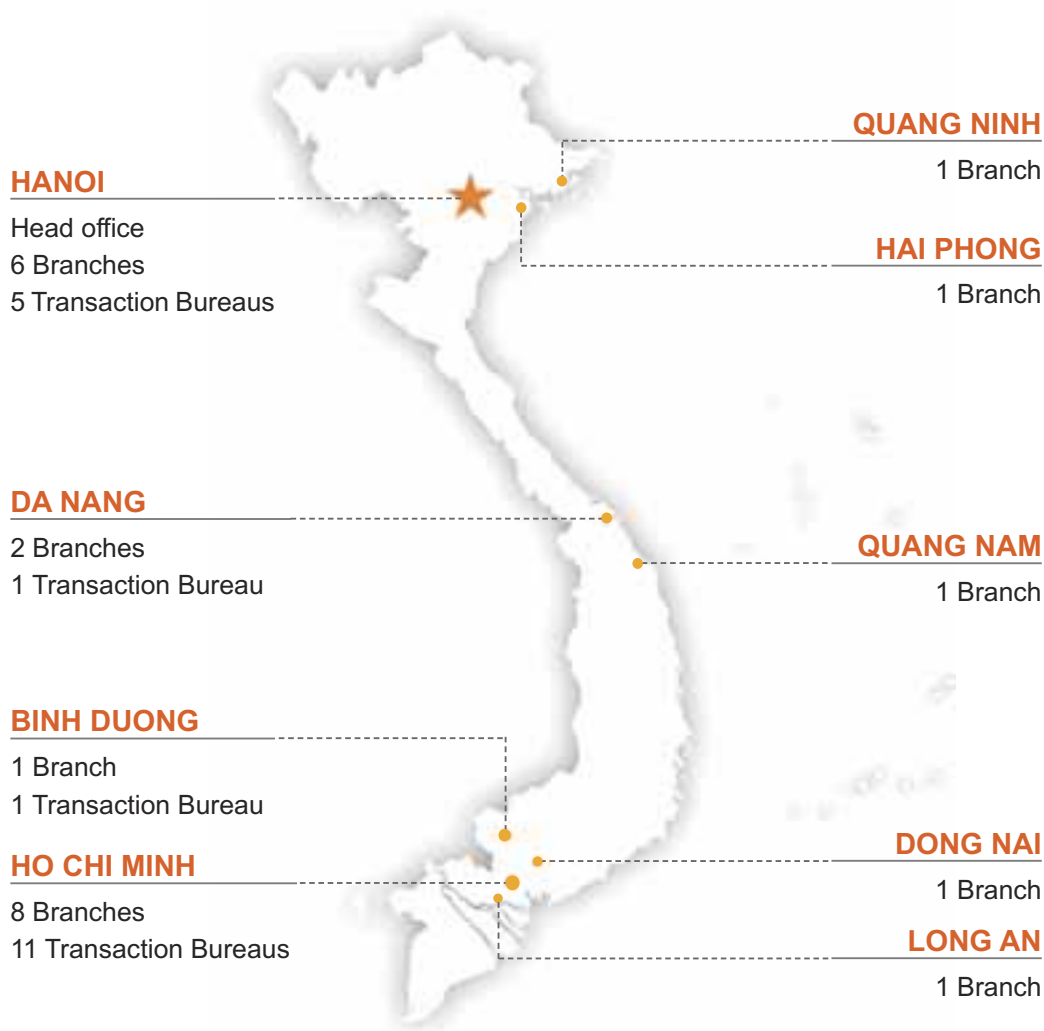 HANOI
Head office
6 Branches
5 Transaction Bureaus
DA NANG
2 Branches
1 Transaction Bureau
BINH DUONG
1 Branch
1 Transaction Bureau
HO CHI MINH
8 Branches
11 Transaction Bureaus
QUANG NINH
1 Branch
HAI PHONG
1 Branch
QUANG NAM
1 Branch
DONG NAI
1 Branch
LONG AN
1 Branch